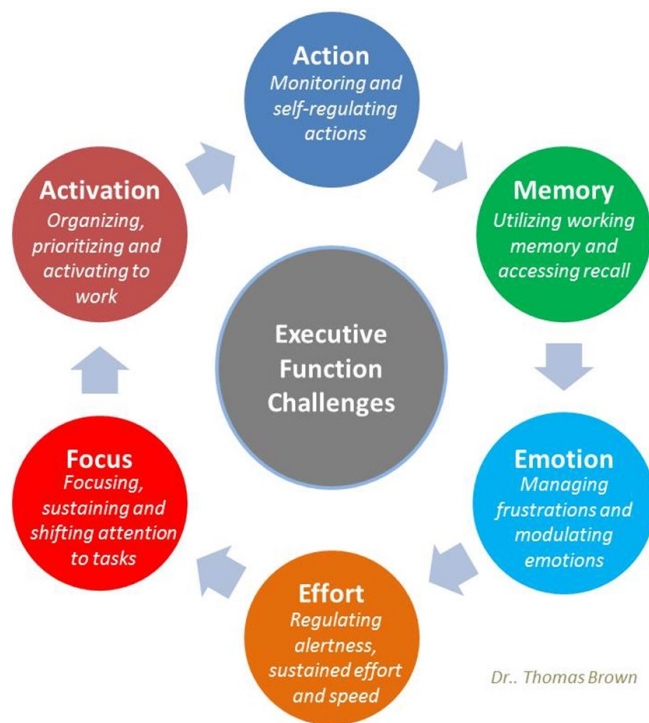 Action
Monitoring and
self-regulating
actions
Memory
Utilizing working
memory and
accessing recall
Emotion
Managing
frustrations and
modulating
emotions
Effort
Regulating
alertness,
sustained effort
and speed
Focus
Focusing,
sustaining and
shifting attention
to tasks
Activation
Organizing,
prioritizing and
activating to
work
Executive
Function
Challenges
Dr.. Thomas Brown